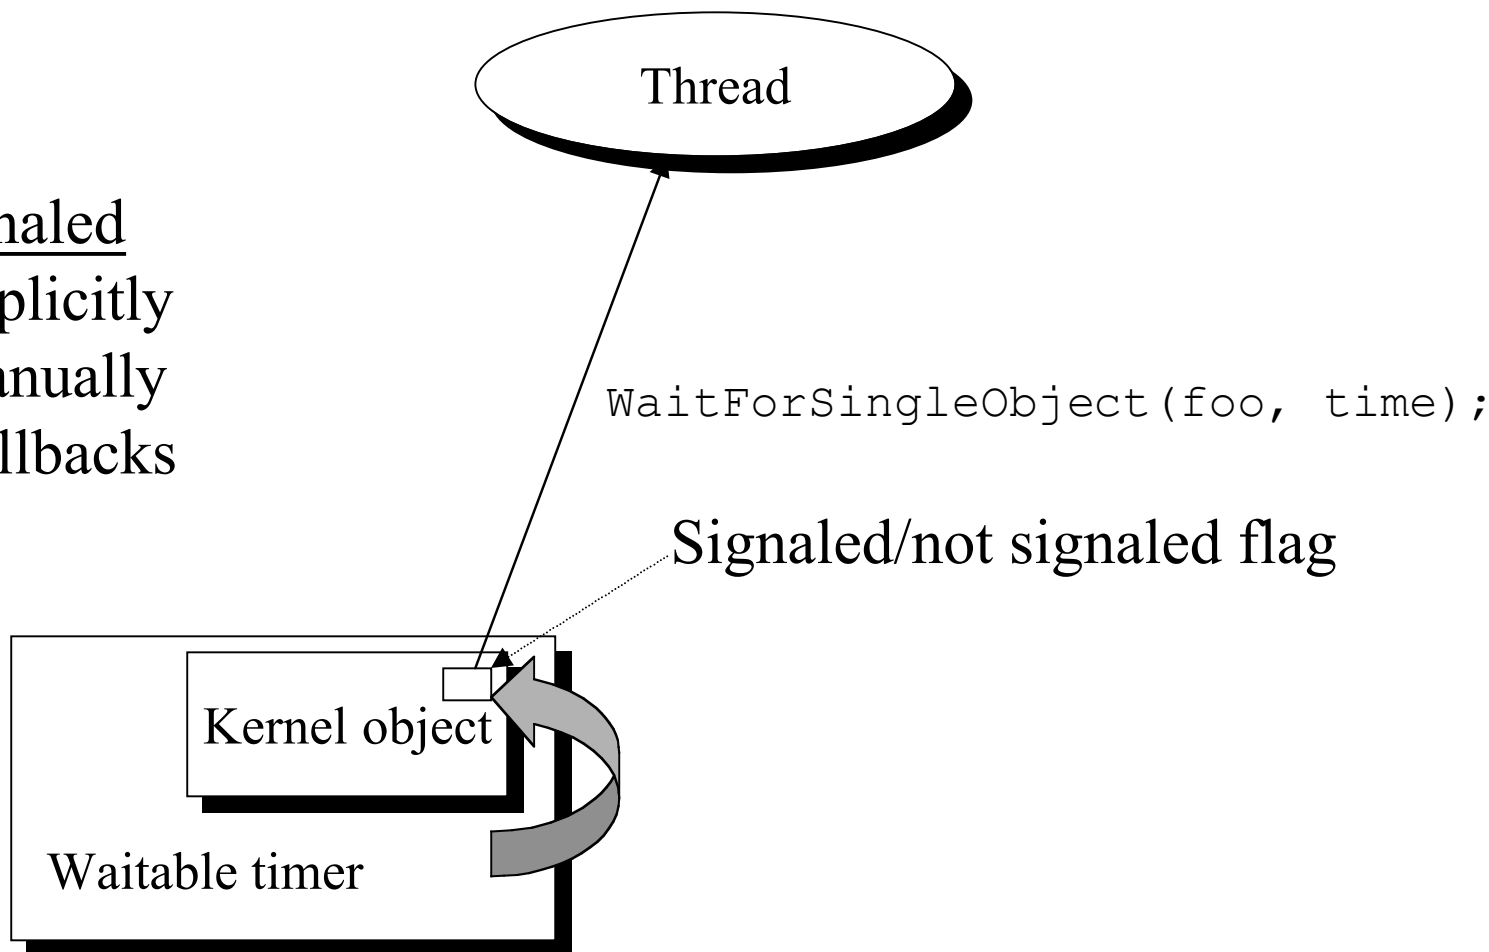 Thread
naled
plicitly
anually
llbacks
WaitForSingleObject(foo, time);
Signaled/not signaled flag
Kernel object
Waitable timer